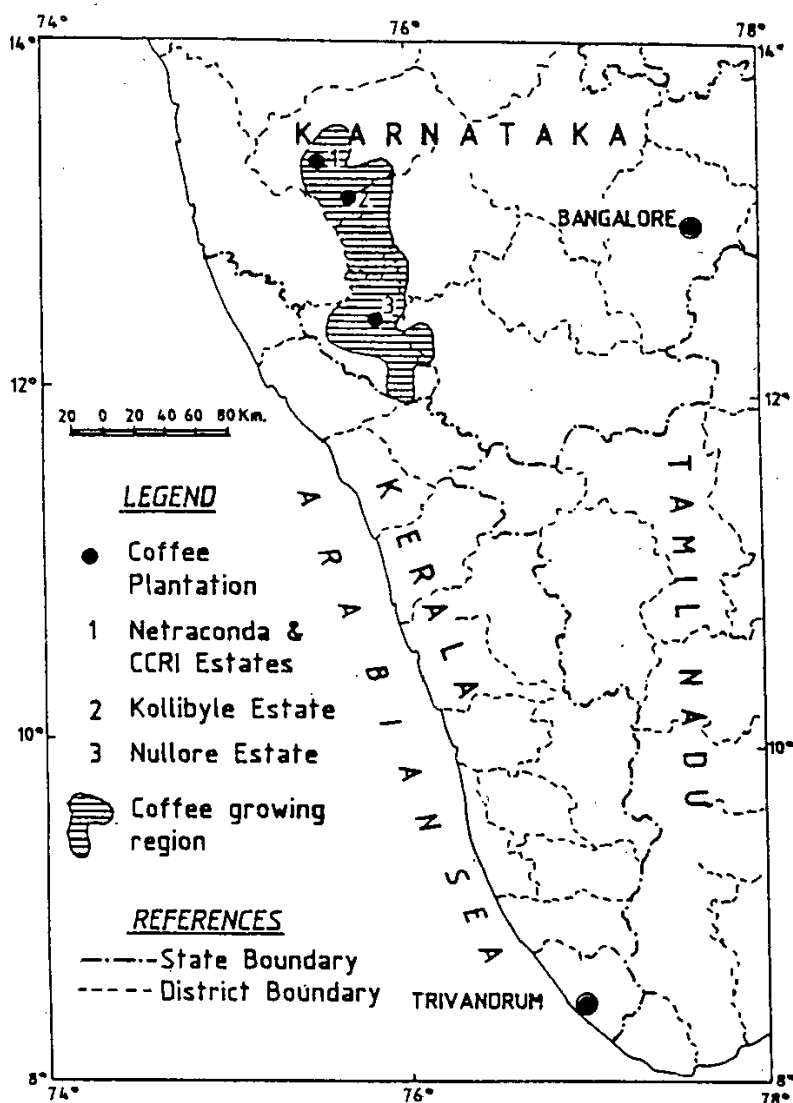 74°
76°
78°
14°
14°
KARNATAKA
1
2
BANGALORE
3
12°
12°
20 0 20 40 60 80 Km.
LEGEND
Coffee
Plantation
1 Netraconda &
CCRI Estates
2 Kollibyle Estate
3 Nullore Estate
Coffee growing
region
REFERENCES
State Boundary
District Boundary
ARABIAN SEA
KERALA
TAMIL NADU
10°
10°
TRIVANDRUM
8°
8°
74°
76°
78°